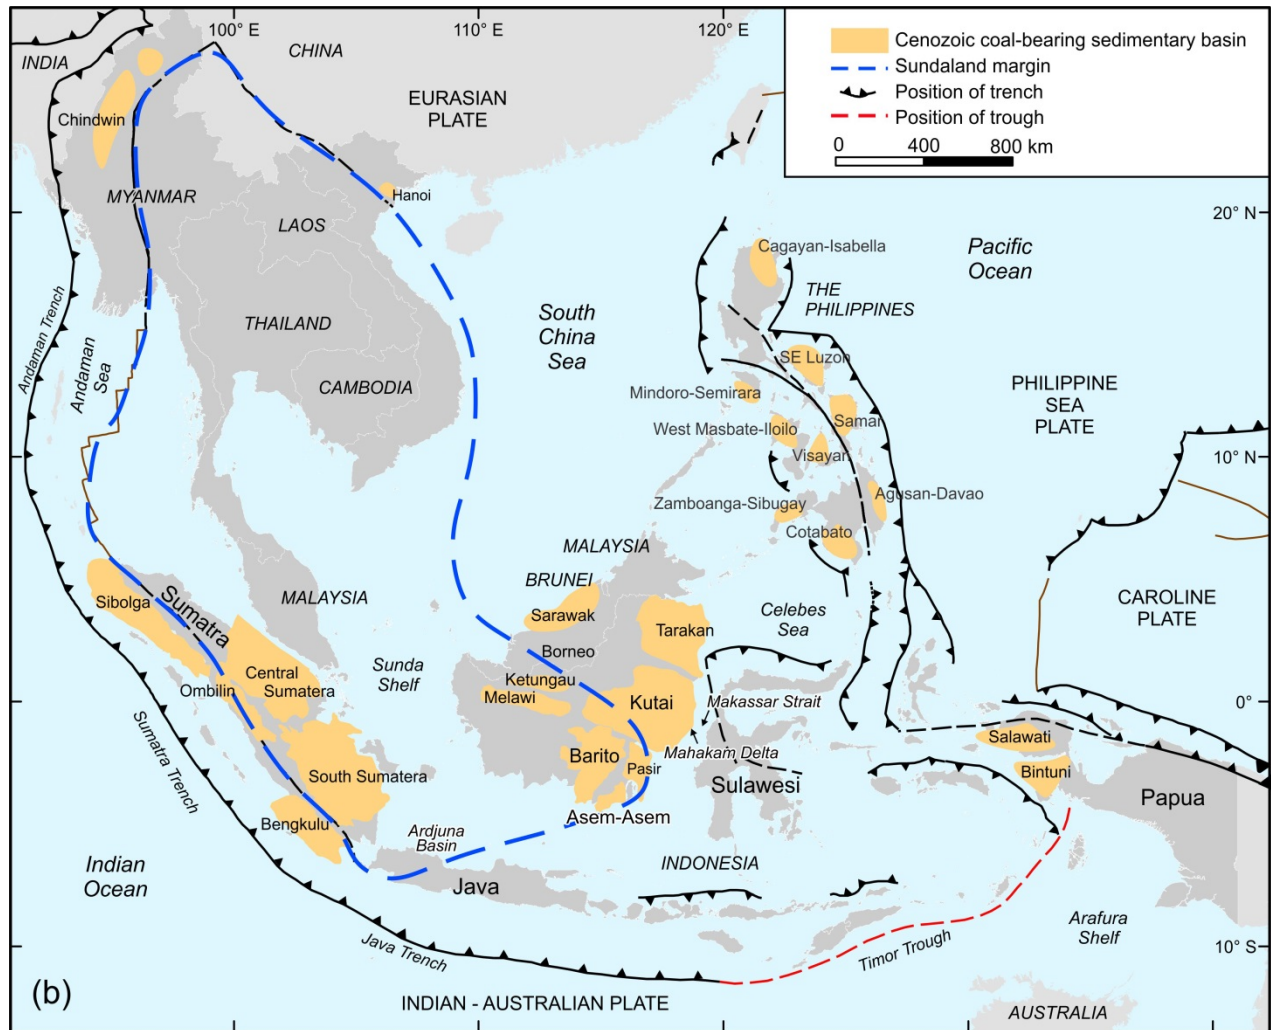 100° E
110° E
120° E
INDIA
CHINA
EURASIAN
PLATE
Cenozoic coal-bearing sedimentary basin
Sundaland margin
Position of trench
Position of trough
0 400 800 km
Chindwin
MYANMAR
Hanoi
LAOS
20° N
Cagayan-Isabella
Pacific
Ocean
THE
PHILIPPINES
Andaman Trench
Andaman
Sea
THAILAND
South
China
Sea
CAMBODIA
SE Luzon
Mindoro-Semirara
PHILIPPINE
SEA
PLATE
West Masbate-Iloilo
Samar
Visayan
10° N
Zamboanga-Sibugay
Agusan-Davao
Cotabato
MALAYSIA
BRUNEI
Sibolga
Sumatra
MALAYSIA
Sarawak
Tarakan
Celebes
Sea
CAROLINE
PLATE
Borneo
Central
Sumatera
Sunda
Shelf
Ketungau
Ombilin
Melawi
Kutai
Makassar Strait
0°
Sumatra Trench
Mahakam Delta
Salawati
Barito
Pasir
South Sumatera
Sulawesi
Bintuni
Papua
Bengkulu
Asem-Asem
Ardjuna
Basin
Indian
Ocean
INDONESIA
Java
Arafura
Shelf
Java Trench
Timor Trough
10° S
(b)
INDIAN - AUSTRALIAN PLATE
AUSTRALIA